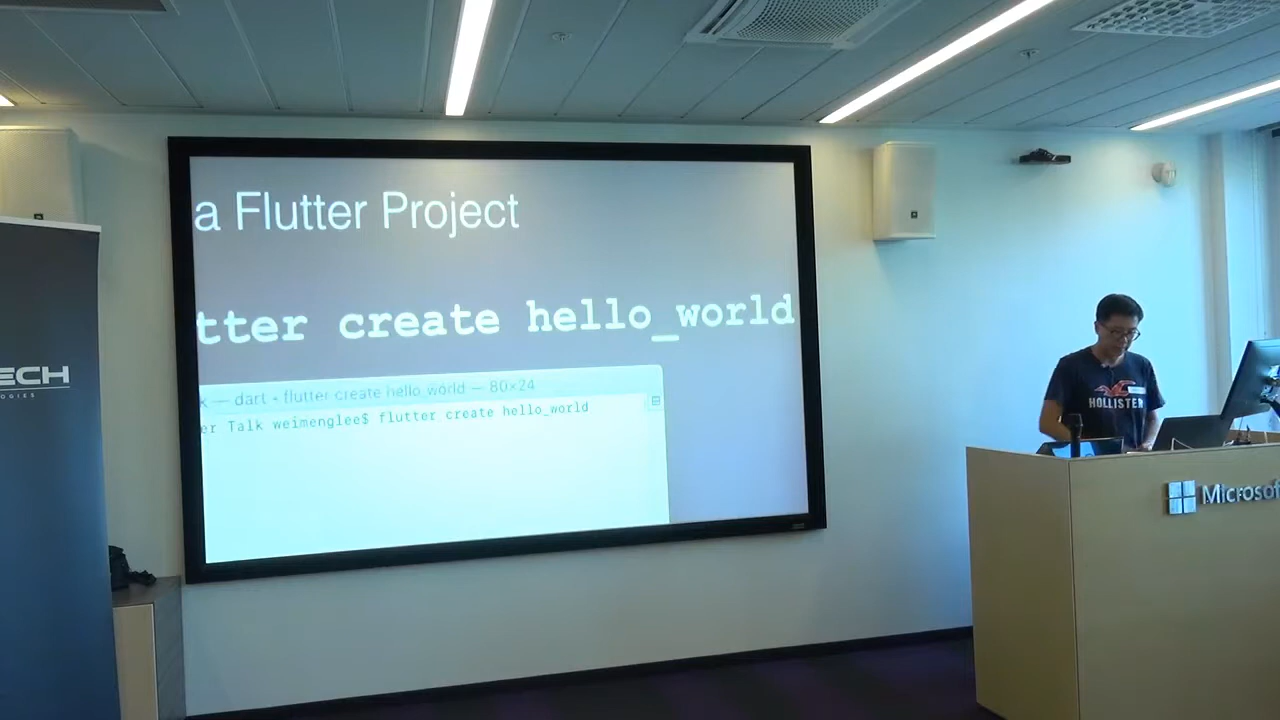 a Flutter Project
tter create hello_world
k — dart • flutter create hello_world — 80×24
er Talk weimenglee$ flutter create hello_world
ECH
OGIES
HOLLISTER
Microsof